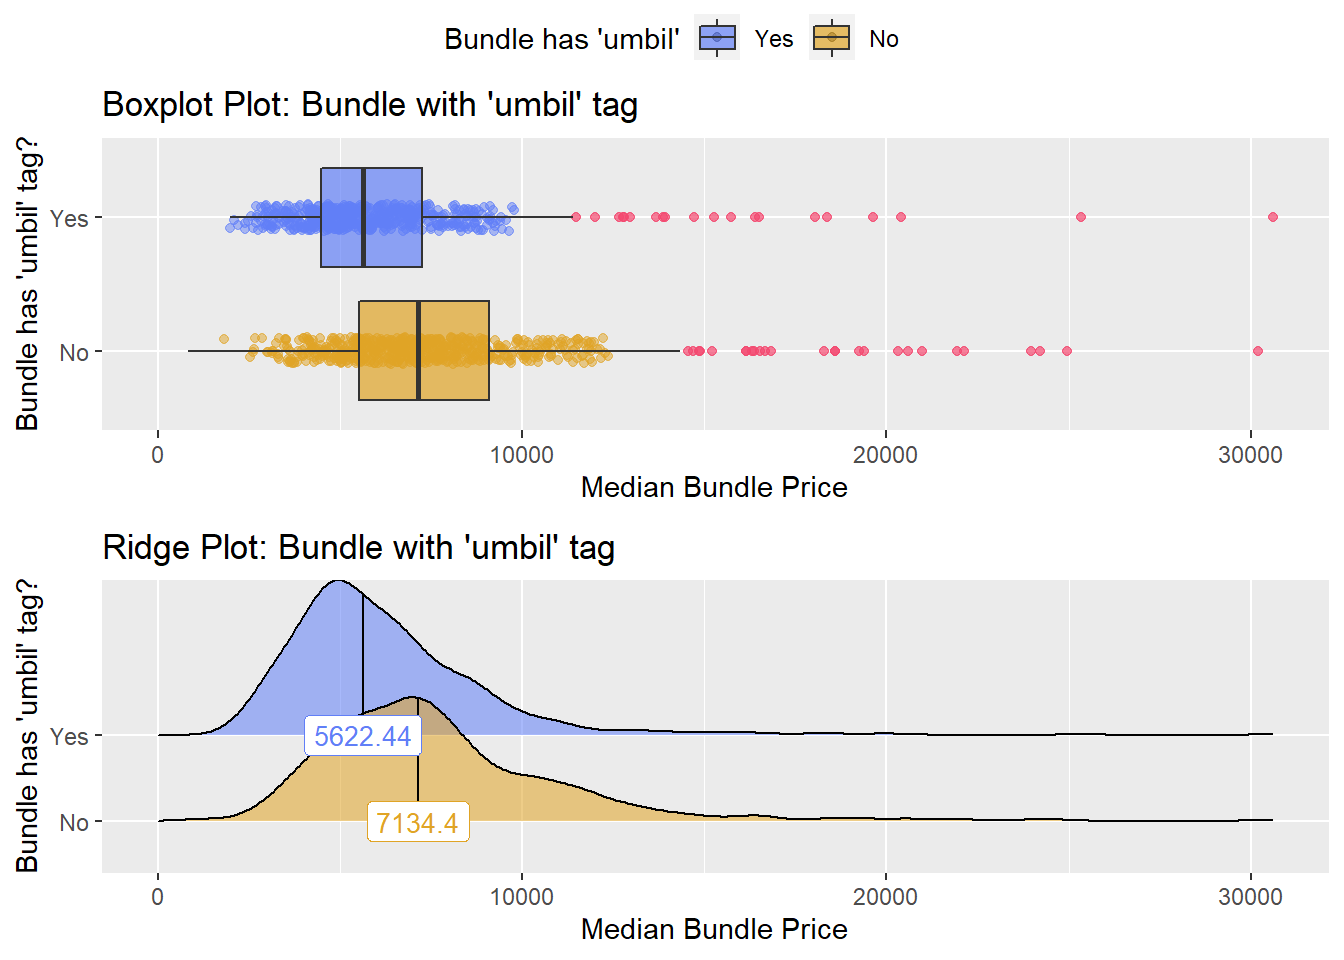 Bundle has 'umbil' Yes No
Boxplot Plot: Bundle with 'umbil' tag
Bundle has 'umbil' tag?
Yes
No
0 10000 20000 30000
Median Bundle Price
Ridge Plot: Bundle with 'umbil' tag
Bundle has 'umbil' tag?
Yes
5622.44
No
7134.4
0 10000 20000 30000
Median Bundle Price